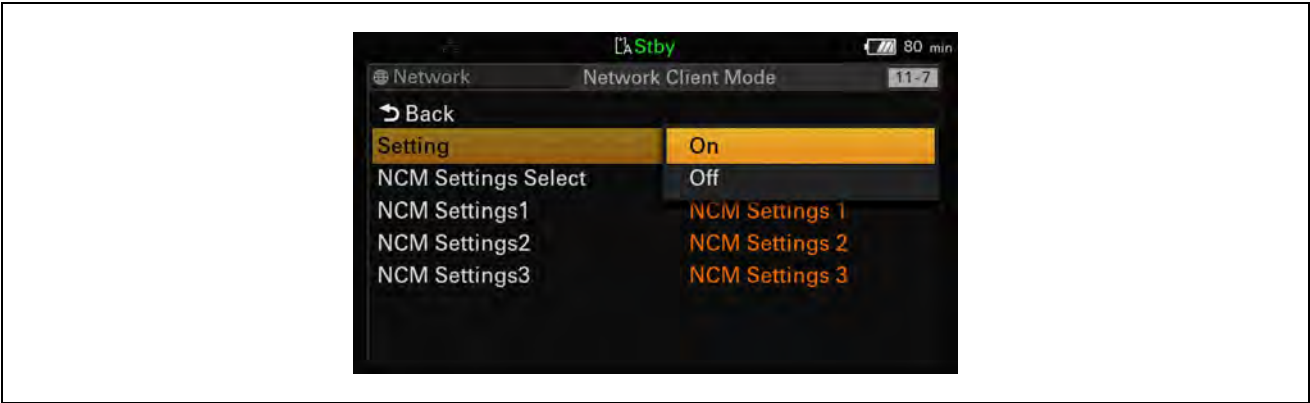 A Stby 80 min
Network Network Client Mode 11-7
Back
Setting On
NCM Settings Select Off
NCM Settings1 NCM Settings 1
NCM Settings2 NCM Settings 2
NCM Settings3 NCM Settings 3